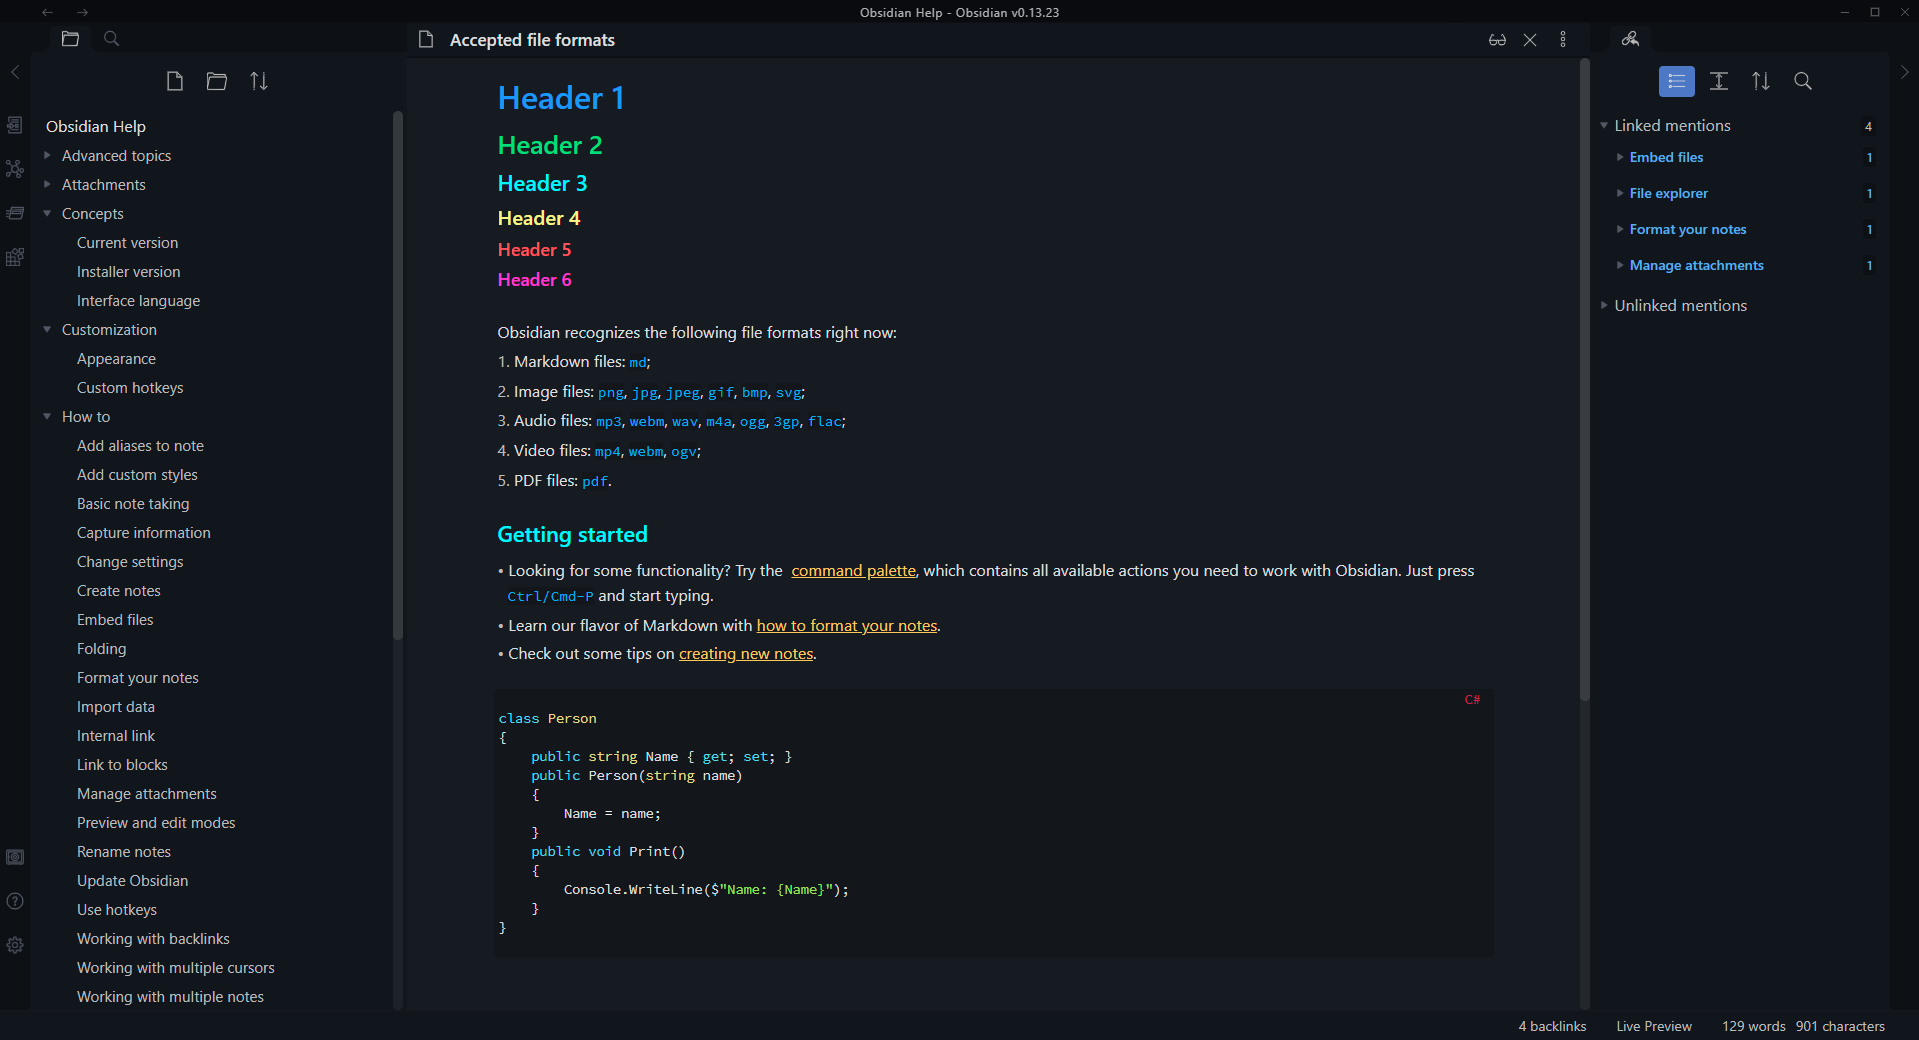 Obsidian Help - Obsidian v0.13.23
Accepted file formats
Obsidian Help
Advanced topics
Attachments
Concepts
Current version
Installer version
Interface language
Customization
Appearance
Custom hotkeys
How to
Add aliases to note
Add custom styles
Basic note taking
Capture information
Change settings
Create notes
Embed files
Folding
Format your notes
Import data
Internal link
Link to blocks
Manage attachments
Preview and edit modes
Rename notes
Update Obsidian
Use hotkeys
Working with backlinks
Working with multiple cursors
Working with multiple notes
Header 1
Header 2
Header 3
Header 4
Header 5
Header 6
Obsidian recognizes the following file formats right now:
1. Markdown files: md;
2. Image files: png, jpg, jpeg, gif, bmp, svg;
3. Audio files: mp3, webm, wav, m4a, ogg, 3gp, flac;
4. Video files: mp4, webm, ogv;
5. PDF files: pdf.
Getting started
• Looking for some functionality? Try the command palette, which contains all available actions you need to work with Obsidian. Just press
Ctrl/Cmd-P and start typing.
• Learn our flavor of Markdown with how to format your notes.
• Check out some tips on creating new notes.
C#
class Person
{
    public string Name { get; set; }
    public Person(string name)
    {
        Name = name;
    }
    public void Print()
    {
        Console.WriteLine($"Name: {Name}");
    }
}
Linked mentions 4
Embed files 1
File explorer 1
Format your notes 1
Manage attachments 1
Unlinked mentions
4 backlinks Live Preview 129 words 901 characters